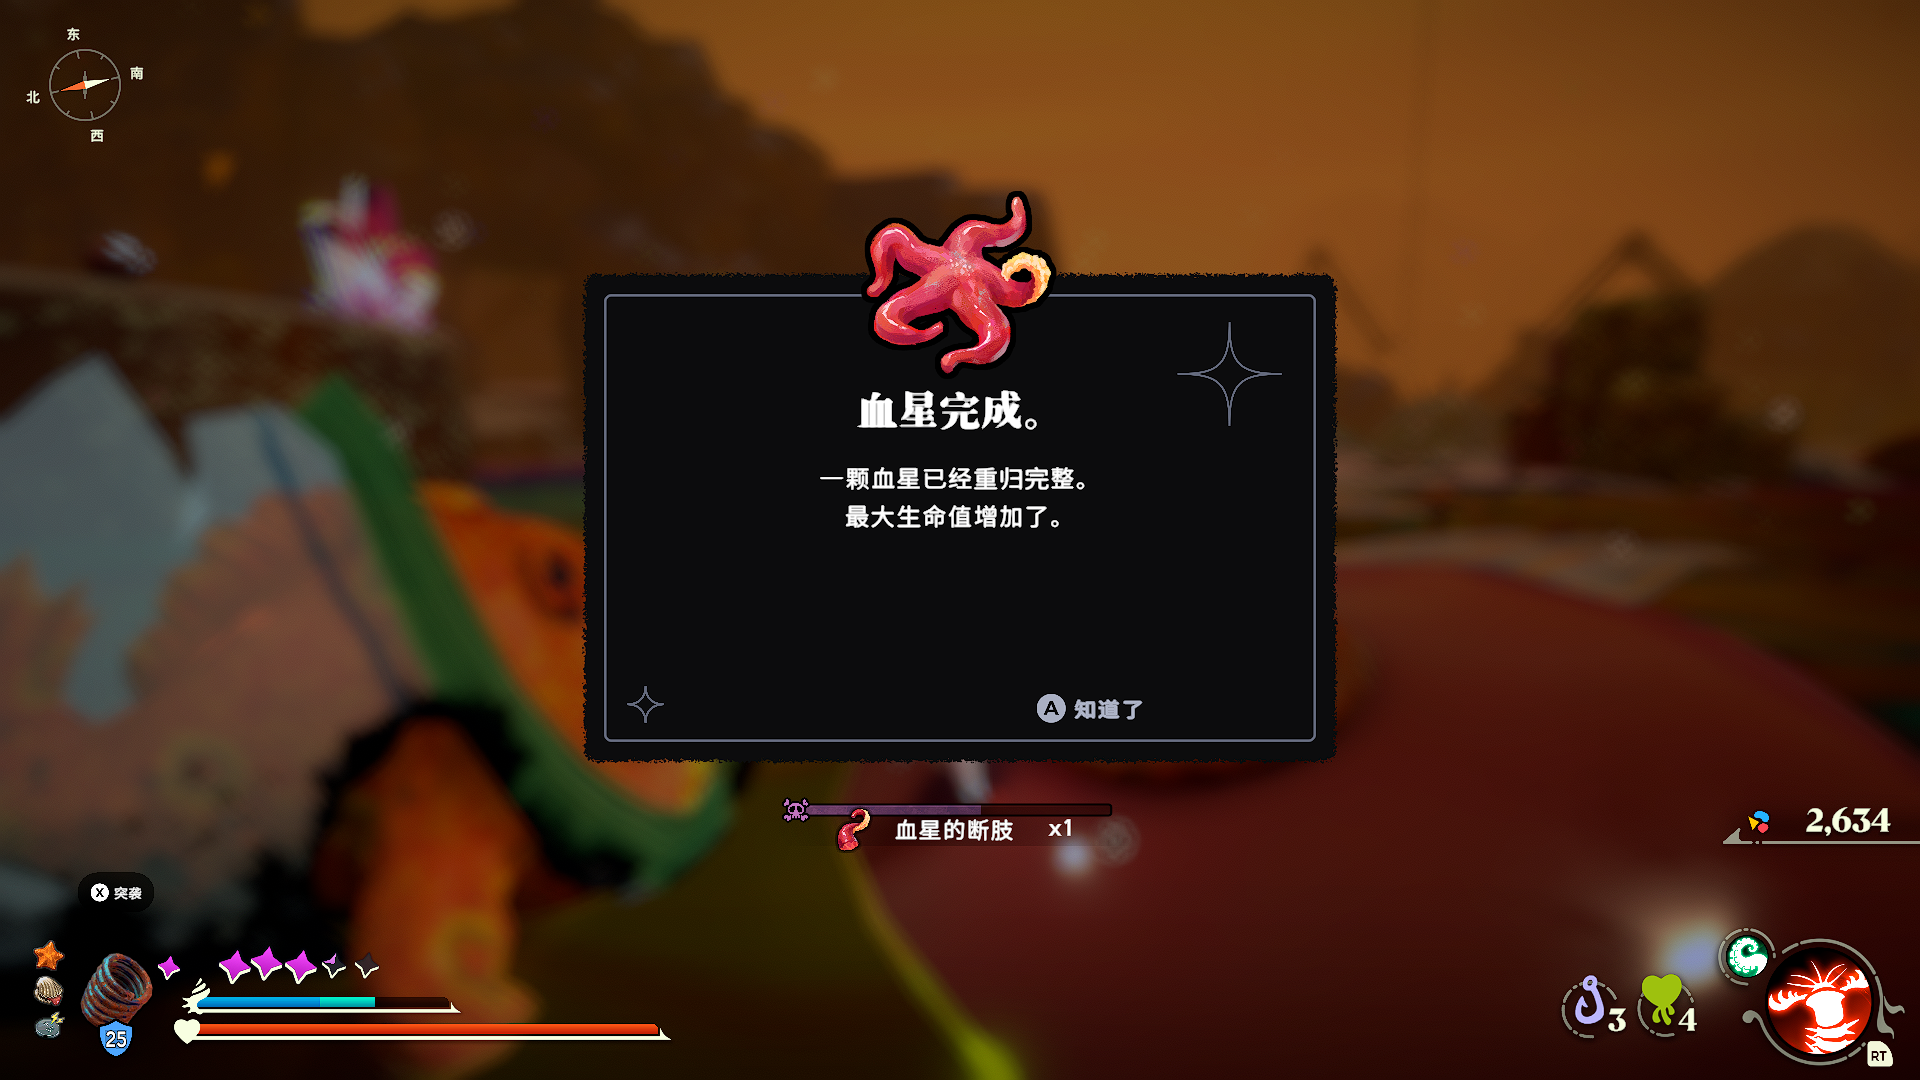 东
南
北
西
血星完成。
一颗血星已经重归完整。
最大生命值增加了。
A 知道了
血星的断肢 x1
2,634
X 突袭
25
3
4
RT